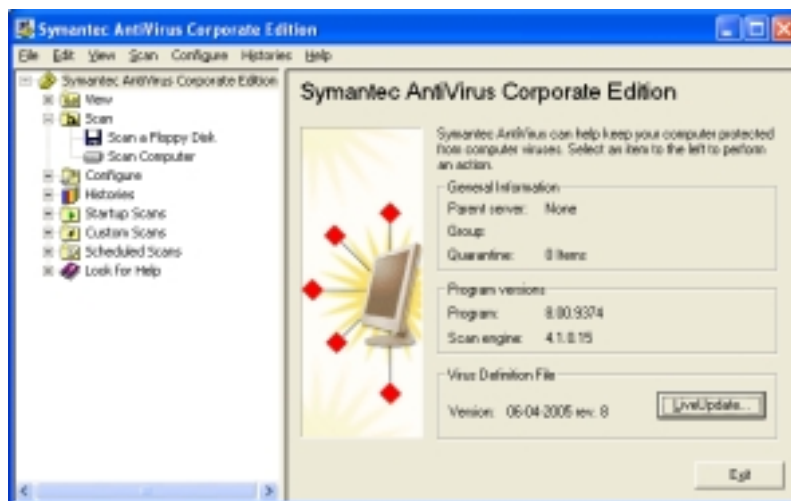 Symantec AntiVirus Corporate Edition
File Edit View Scan Configure Histories Help
Symantec AntiVirus Corporate Edition
View
Scan
Scan a Floppy Disk
Scan Computer
Configure
Histories
Startup Scans
Custom Scans
Scheduled Scans
Look for Help
Symantec AntiVirus Corporate Edition
Symantec AntiVirus can help keep your computer protected
from computer viruses. Select an item to the left to perform
an action.
General Information
Parent server: None
Group:
Quarantine: 0 Items
Program versions
Program: 8.00.9374
Scan engine: 4.1.0.15
Virus Definition File
Version: 06-04-2005 rev. 8
LiveUpdate...
Exit